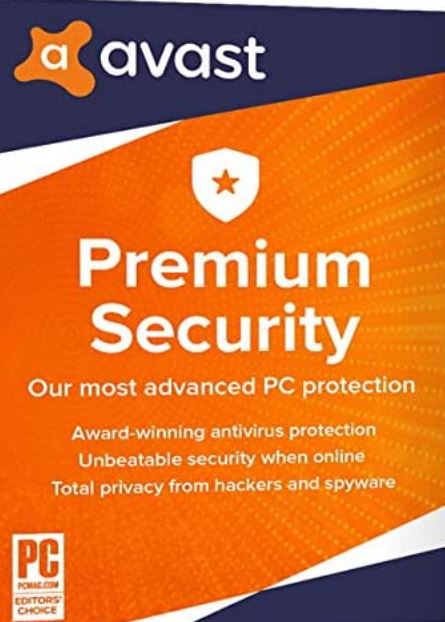 avast
Premium
Security
Our most advanced PC protection
Award-winning antivirus protection
Unbeatable security when online
Total privacy from hackers and spyware
PC
PCMAG.COM
EDITORS'
CHOICE